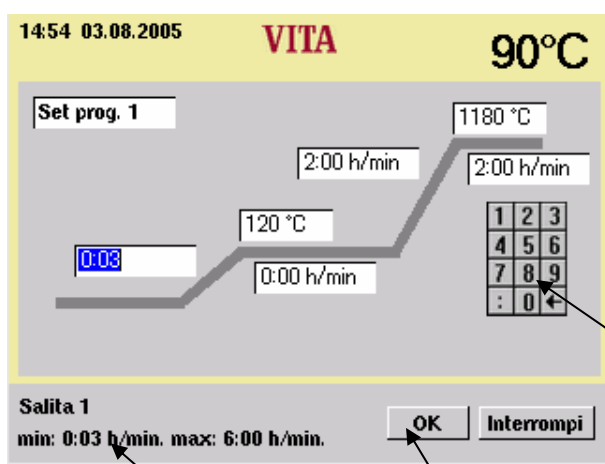 14:54 03.08.2005 VITA 90°C
Set prog. 1
1180 °C
2:00 h/min
2:00 h/min
120 °C
0:03
0:00 h/min
1 2 3
4 5 6
7 8 9
: 0 ←
Salita 1
OK Interrompi
min: 0:03 h/min. max: 6:00 h/min.